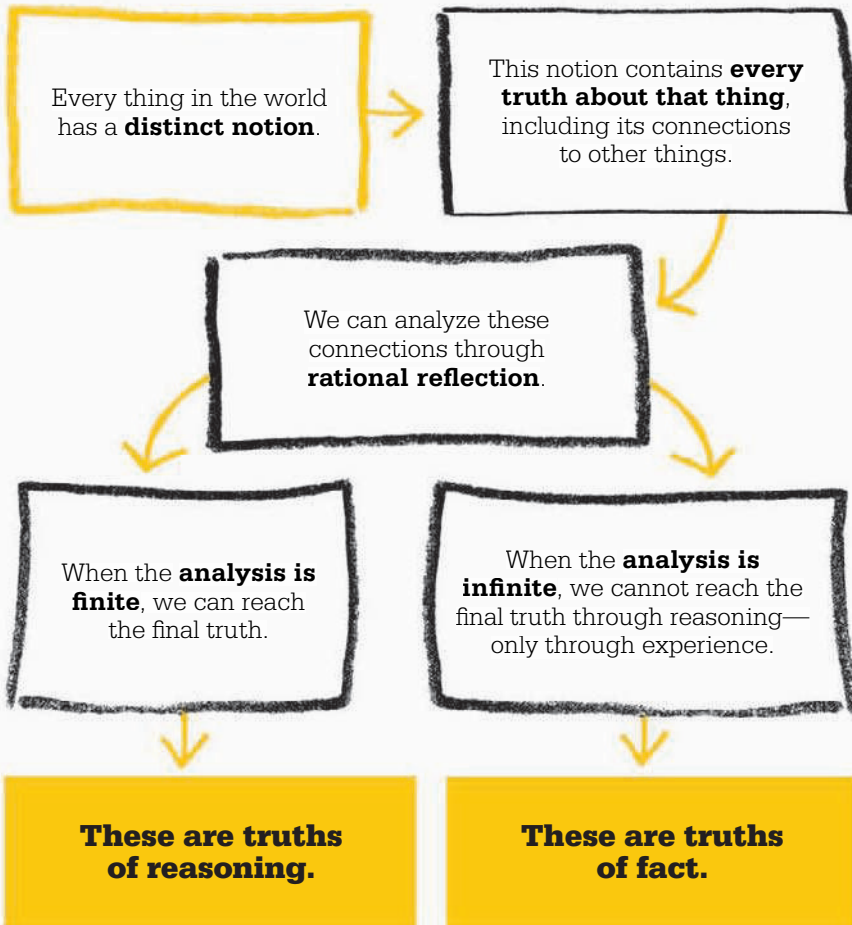 Every thing in the world
has a distinct notion.
This notion contains every
truth about that thing,
including its connections
to other things.
We can analyze these
connections through
rational reflection.
When the analysis is
finite, we can reach
the final truth.
When the analysis is
infinite, we cannot reach the
final truth through reasoning—
only through experience.
These are truths
of reasoning.
These are truths
of fact.